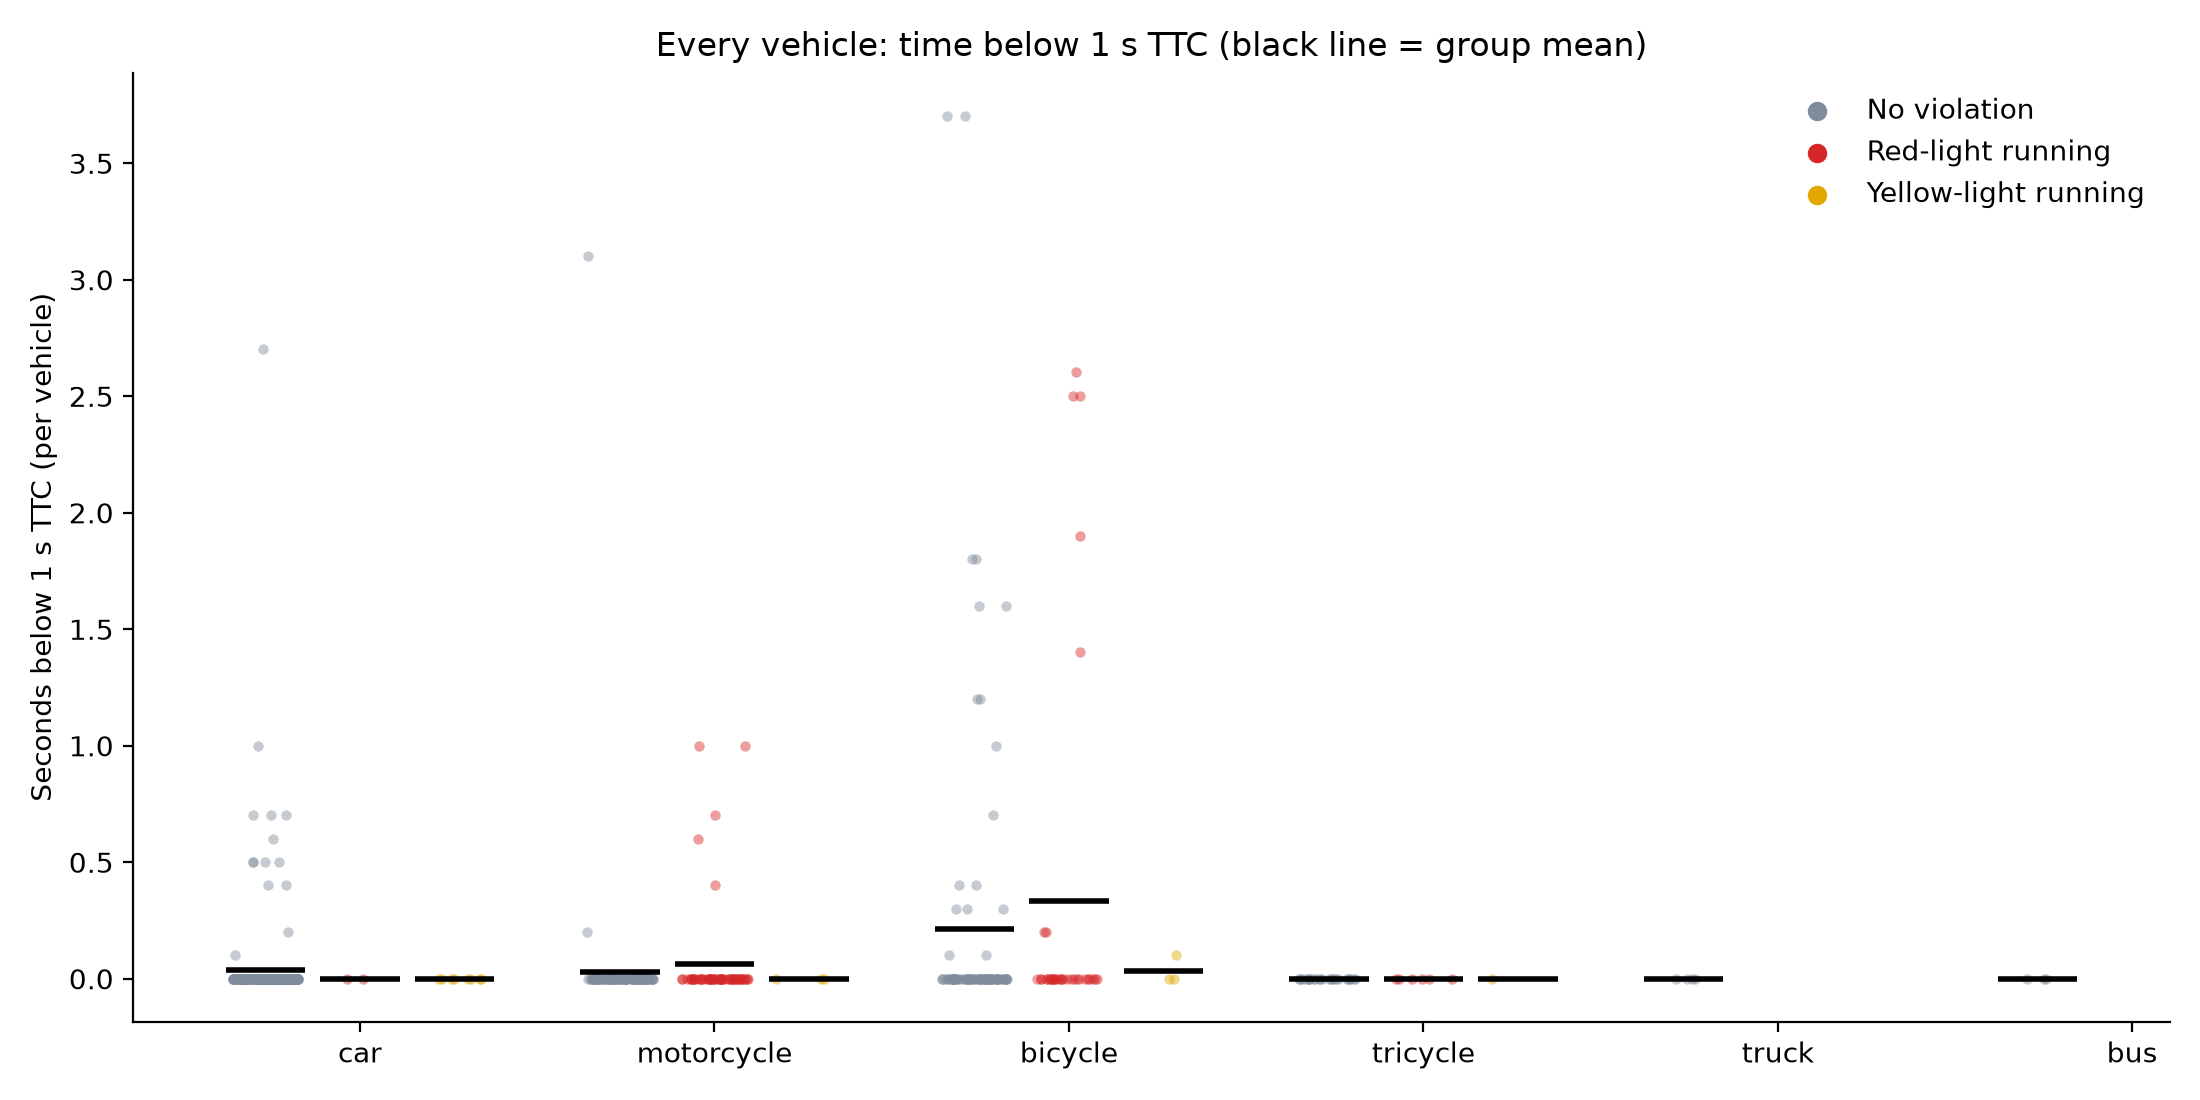 Every vehicle: time below 1 s TTC (black line = group mean)
No violation
Red-light running
Yellow-light running
Seconds below 1 s TTC (per vehicle)
3.5
3.0
2.5
2.0
1.5
1.0
0.5
0.0
car motorcycle bicycle tricycle truck bus